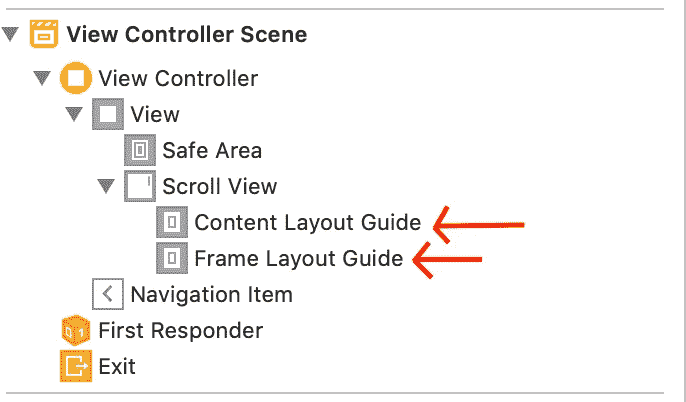 View Controller Scene
View Controller
View
Safe Area
Scroll View
Content Layout Guide
Frame Layout Guide
Navigation Item
First Responder
Exit